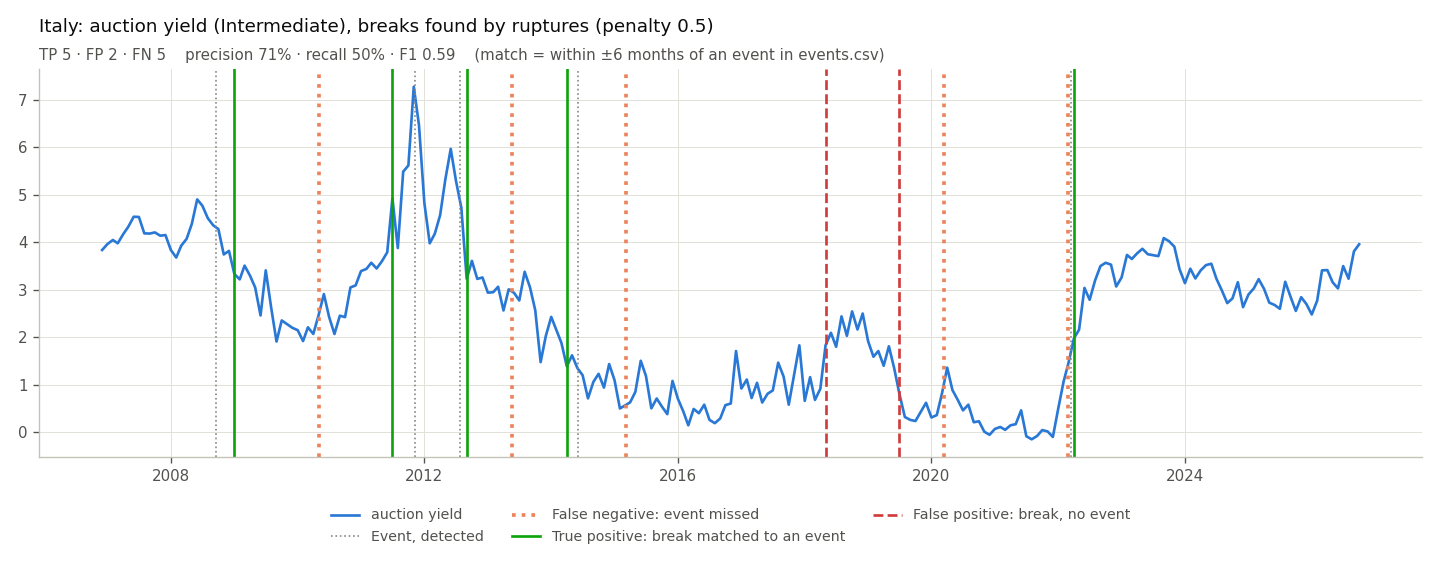 Italy: auction yield (Intermediate), breaks found by ruptures (penalty 0.5)
TP 5 · FP 2 · FN 5    precision 71% · recall 50% · F1 0.59    (match = within ±6 months of an event in events.csv)
7
6
5
4
3
2
1
0
2008 2012 2016 2020 2024
auction yield
Event, detected
False negative: event missed
True positive: break matched to an event
False positive: break, no event